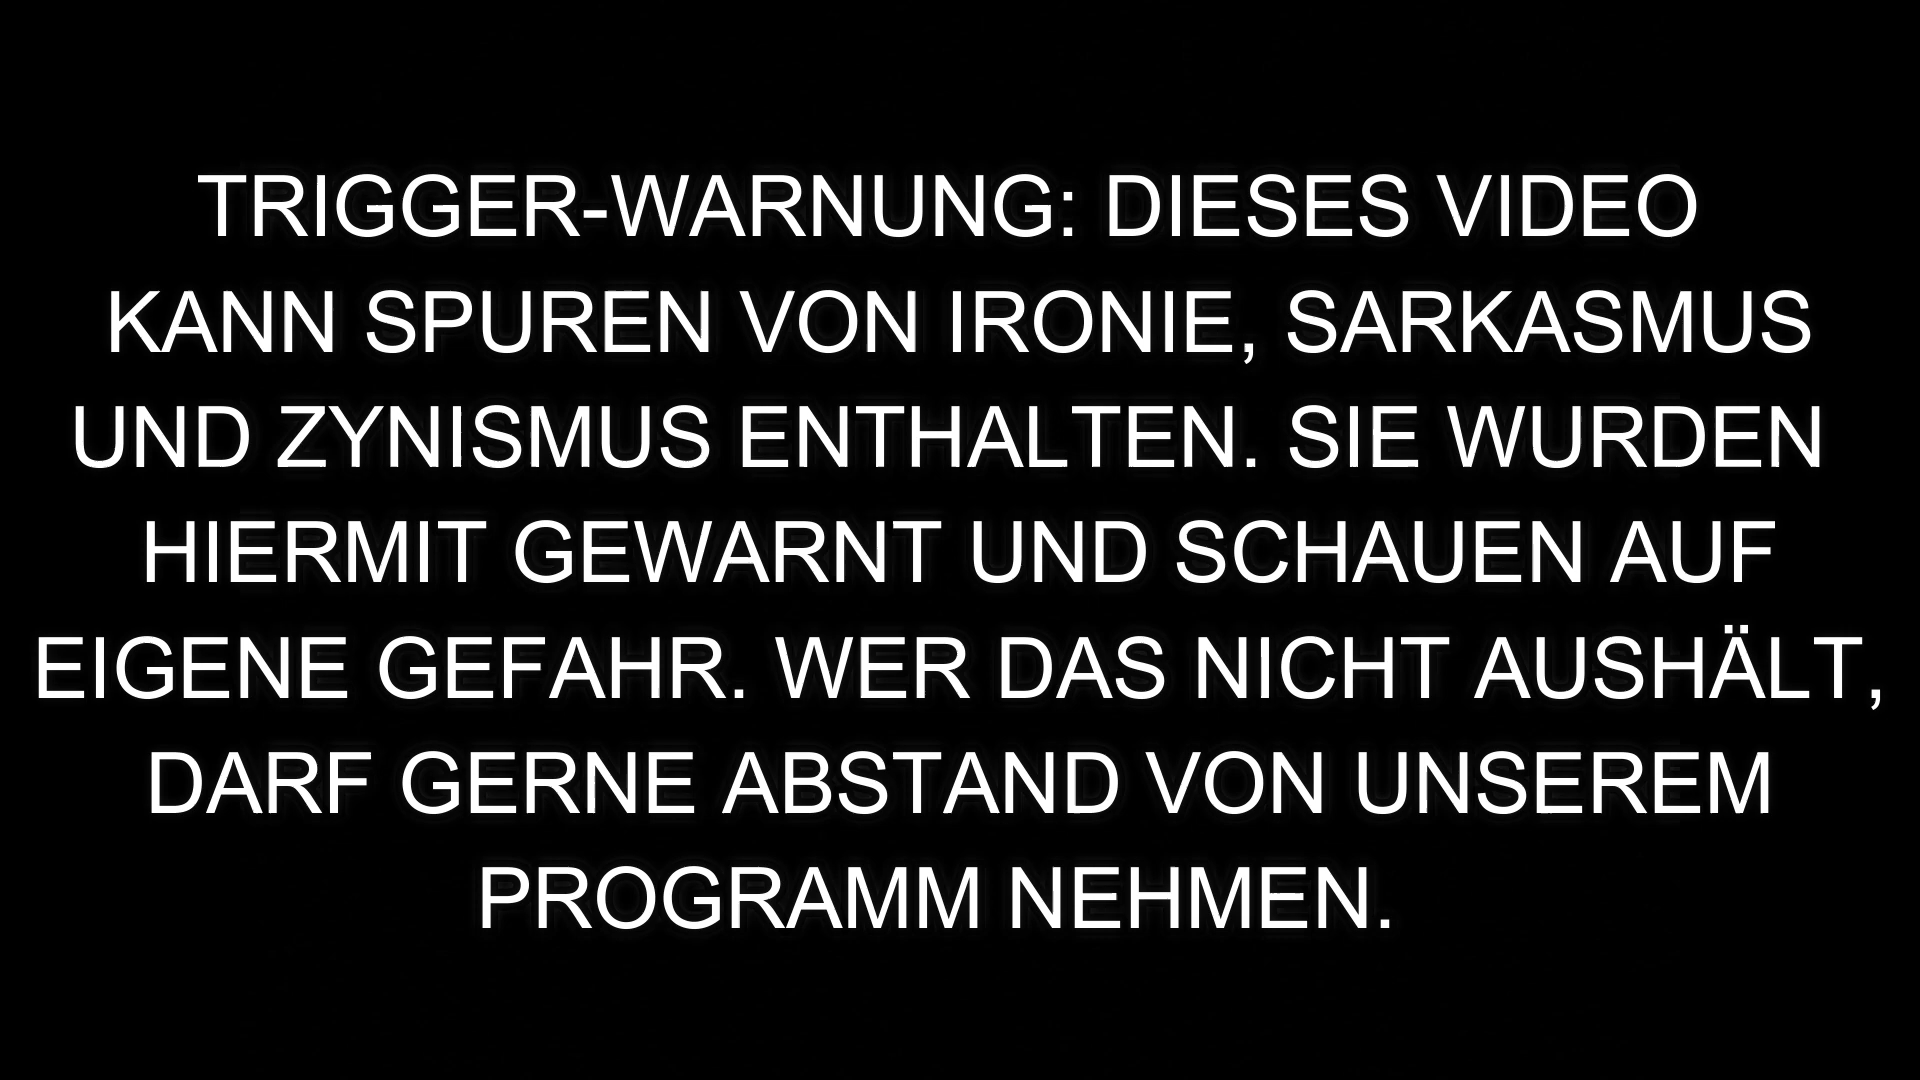 TRIGGER-WARNUNG: DIESES VIDEO
KANN SPUREN VON IRONIE, SARKASMUS
UND ZYNISMUS ENTHALTEN. SIE WURDEN
HIERMIT GEWARNT UND SCHAUEN AUF
EIGENE GEFAHR. WER DAS NICHT AUSHÄLT,
DARF GERNE ABSTAND VON UNSEREM
PROGRAMM NEHMEN.